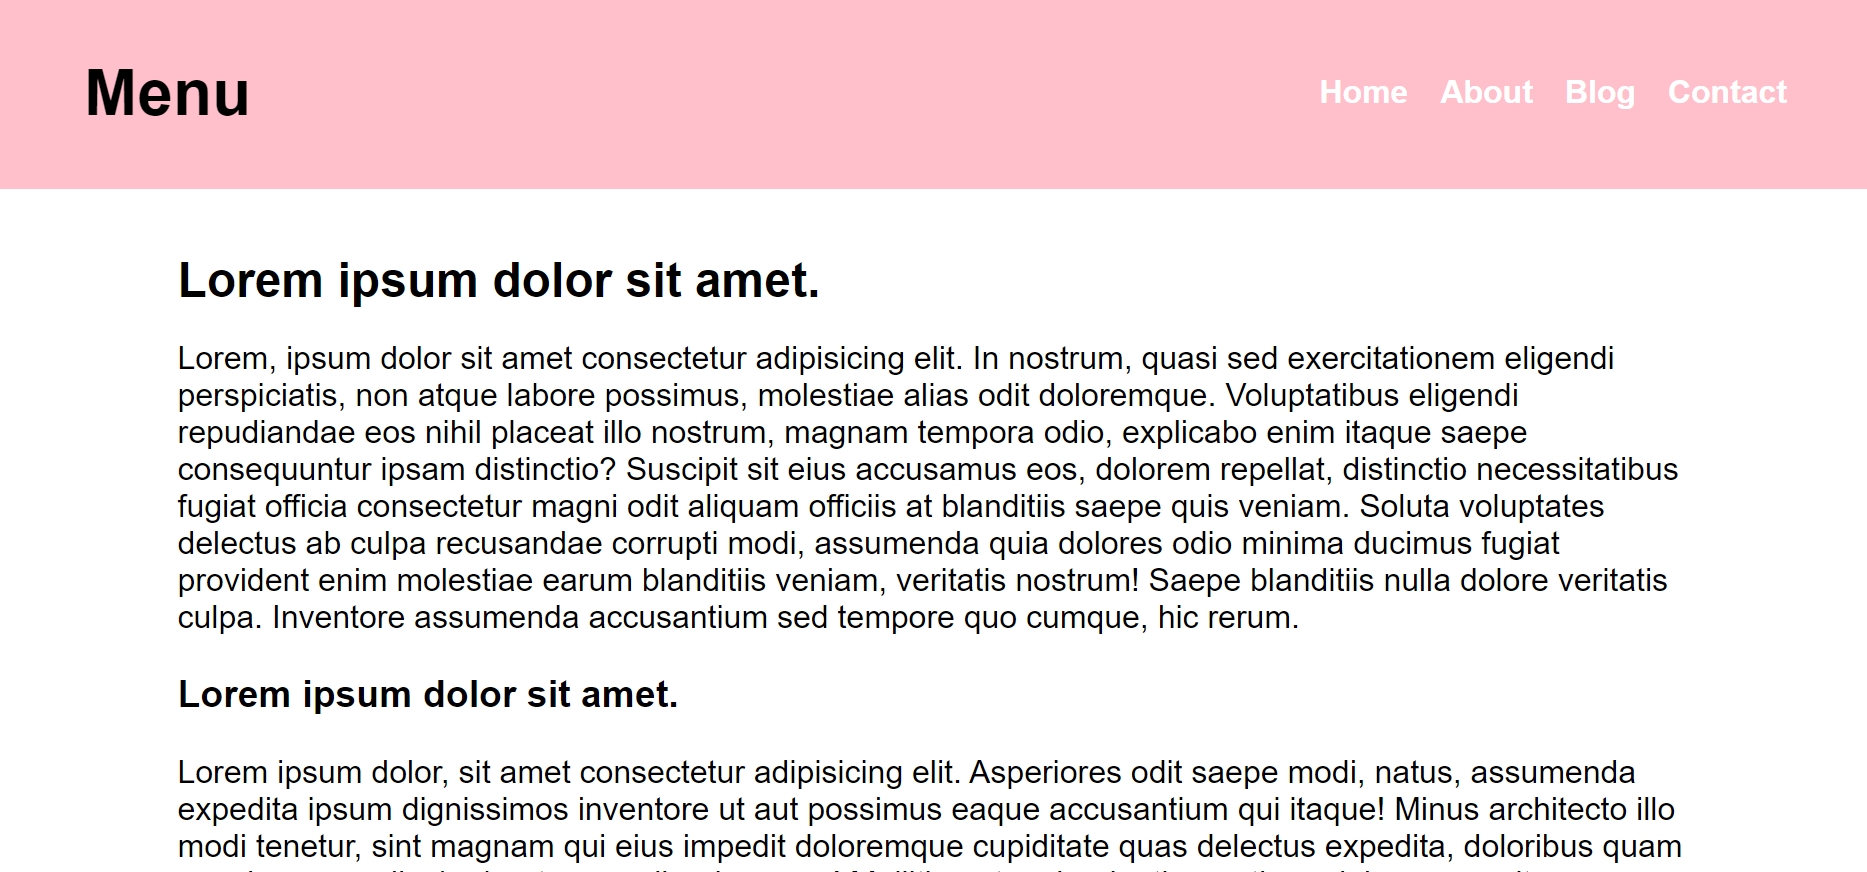 Menu
Home About Blog Contact
Lorem ipsum dolor sit amet.
Lorem, ipsum dolor sit amet consectetur adipisicing elit. In nostrum, quasi sed exercitationem eligendi
perspiciatis, non atque labore possimus, molestiae alias odit doloremque. Voluptatibus eligendi
repudiandae eos nihil placeat illo nostrum, magnam tempora odio, explicabo enim itaque saepe
consequuntur ipsam distinctio? Suscipit sit eius accusamus eos, dolorem repellat, distinctio necessitatibus
fugiat officia consectetur magni odit aliquam officiis at blanditiis saepe quis veniam. Soluta voluptates
delectus ab culpa recusandae corrupti modi, assumenda quia dolores odio minima ducimus fugiat
provident enim molestiae earum blanditiis veniam, veritatis nostrum! Saepe blanditiis nulla dolore veritatis
culpa. Inventore assumenda accusantium sed tempore quo cumque, hic rerum.
Lorem ipsum dolor sit amet.
Lorem ipsum dolor, sit amet consectetur adipisicing elit. Asperiores odit saepe modi, natus, assumenda
expedita ipsum dignissimos inventore ut aut possimus eaque accusantium qui itaque! Minus architecto illo
modi tenetur, sint magnam qui eius impedit doloremque cupiditate quas delectus expedita, doloribus quam